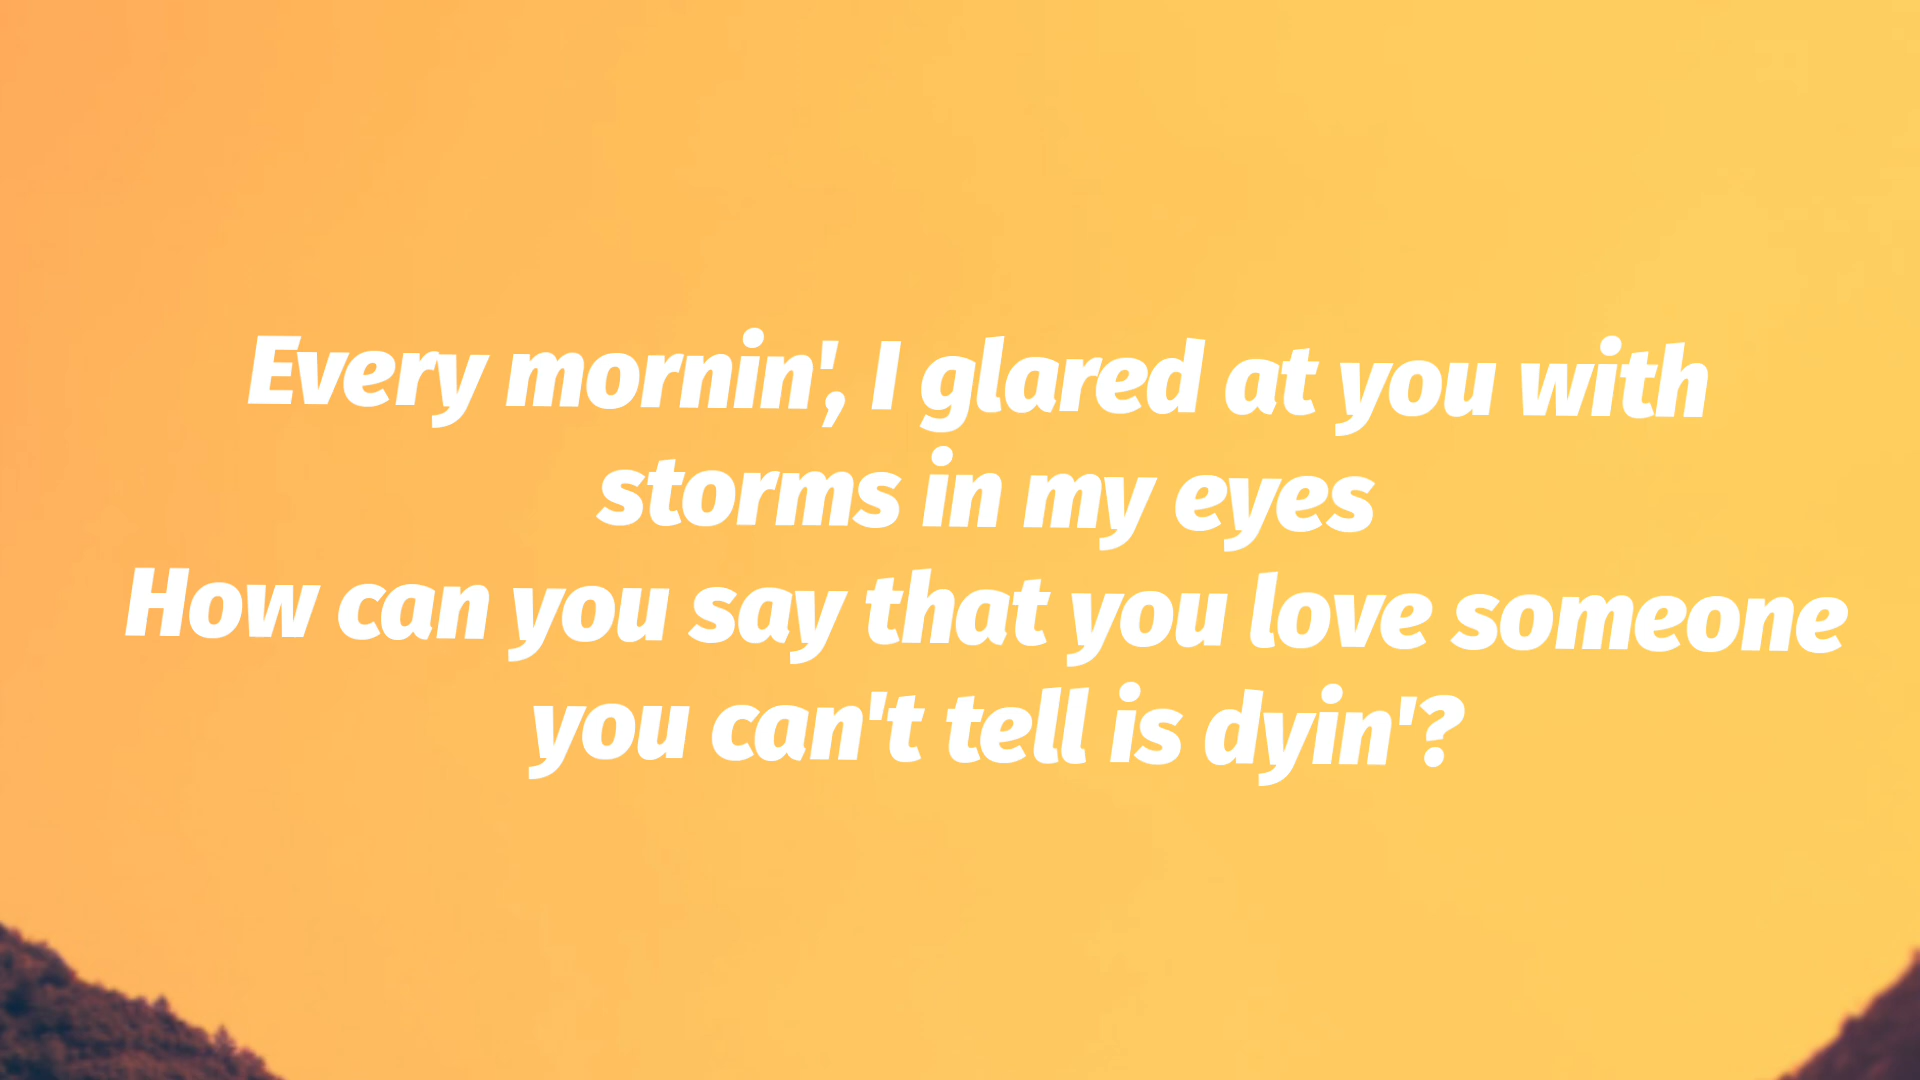 Every mornin', I glared at you with
storms in my eyes
How can you say that you love someone
you can't tell is dyin'?